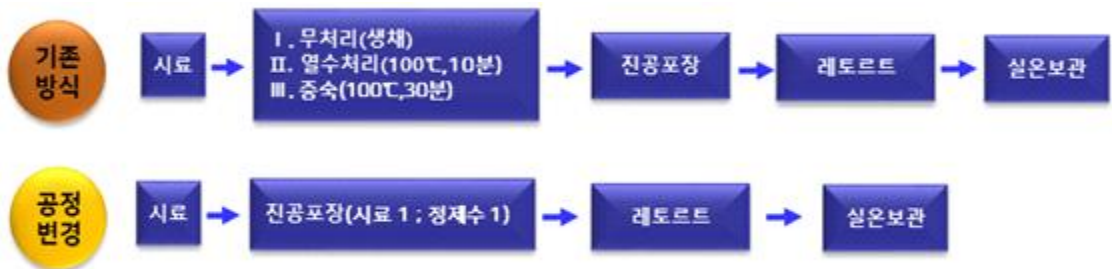 기존
방식
시료
Ⅰ. 무처리(생채)
Ⅱ. 열수처리(100℃,10분)
Ⅲ. 증숙(100℃,30분)
진공포장
레토르트
실온보관
공정
변경
시료
진공포장(시료 1 ; 정제수 1)
레토르트
실온보관